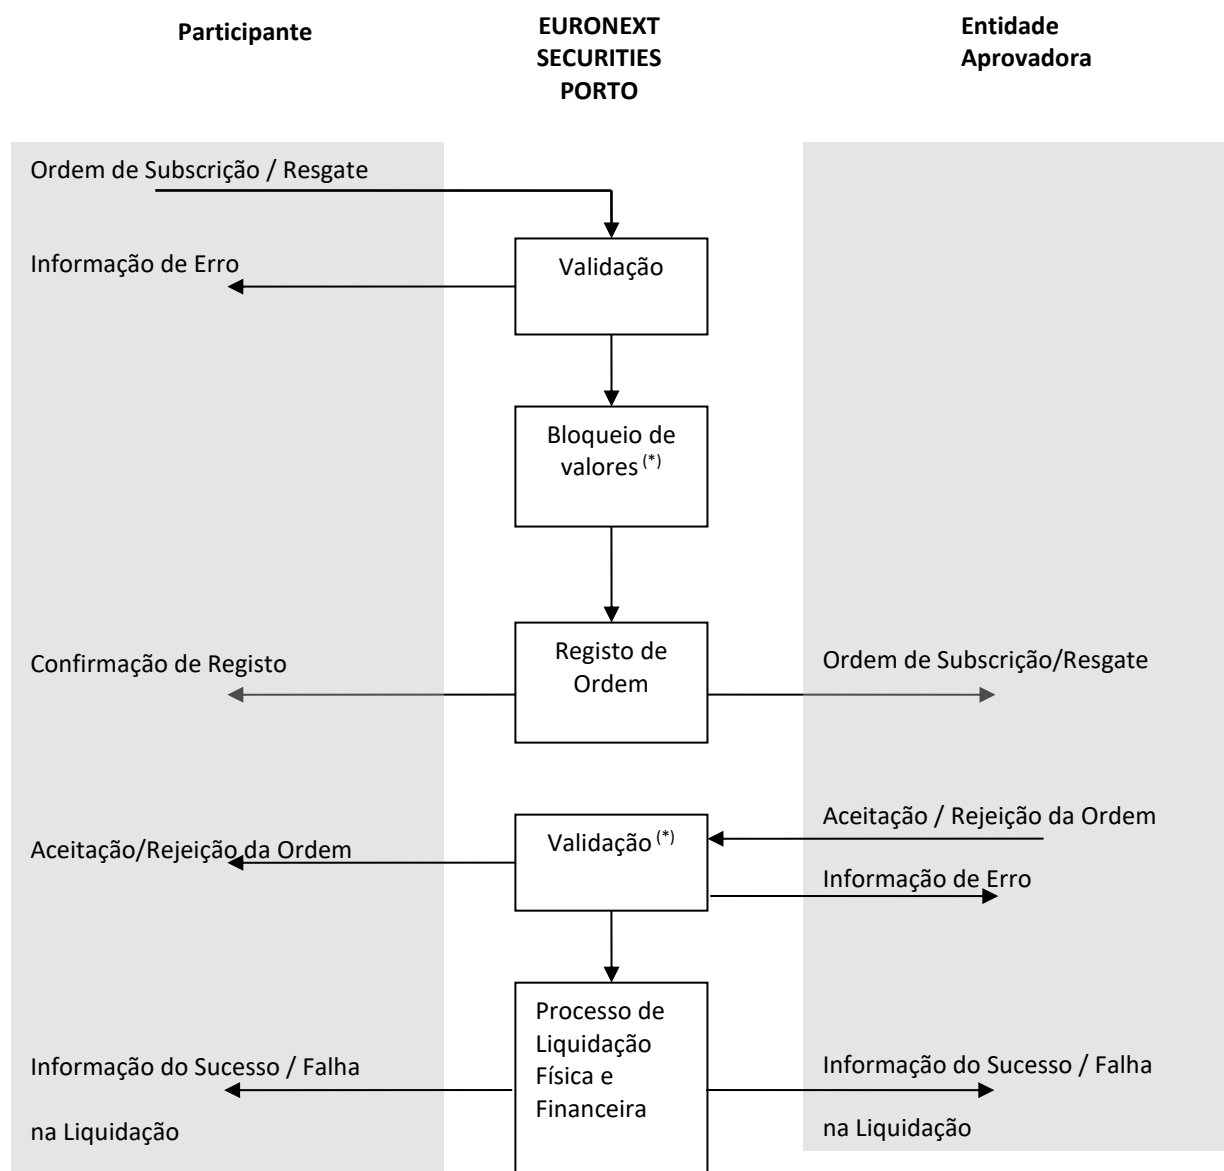 Participante
EURONEXT
SECURITIES
PORTO
Entidade
Aprovadora
Ordem de Subscrição / Resgate
Informação de Erro
Validação
Bloqueio de
valores (*)
Registo de
Ordem
Confirmação de Registo
Ordem de Subscrição/Resgate
Aceitação / Rejeição da Ordem
Validação (*)
Aceitação/Rejeição da Ordem
Informação de Erro
Processo de
Liquidação
Física e
Financeira
Informação do Sucesso / Falha
na Liquidação
Informação do Sucesso / Falha
na Liquidação